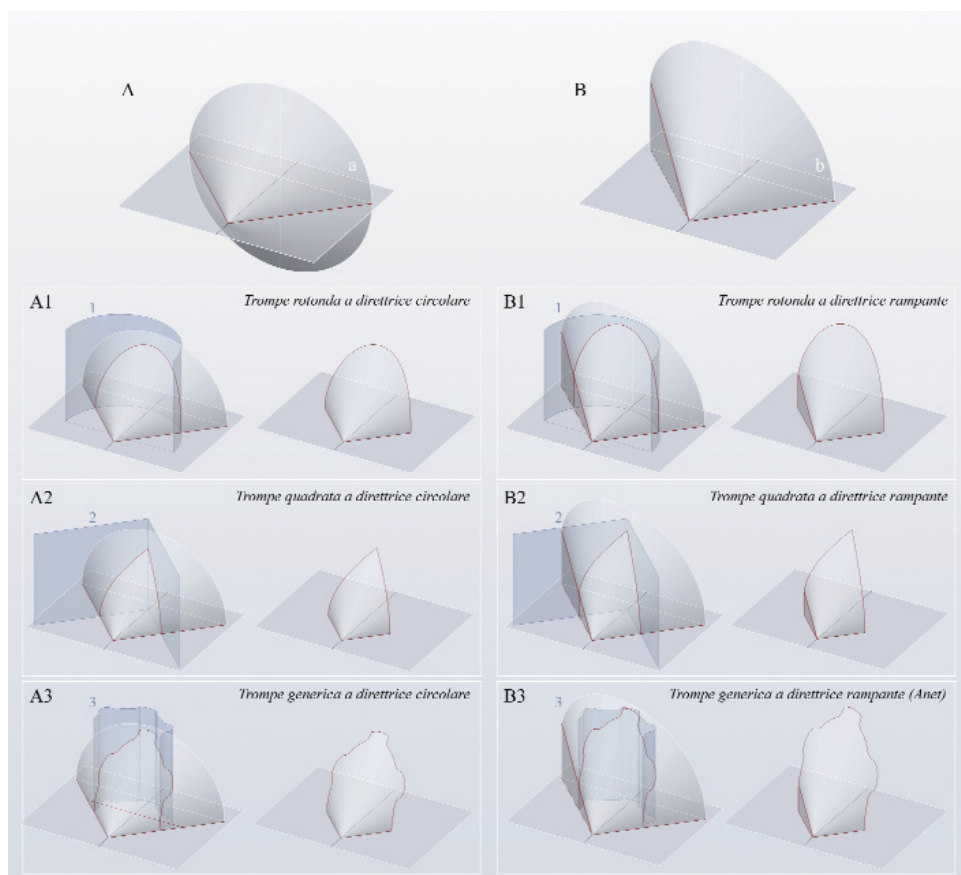 A
B
a
b
A1
Trompe rotonda a direttrice circolare
1
B1
Trompe rotonda a direttrice rampante
1
A2
Trompe quadrata a direttrice circolare
2
B2
Trompe quadrata a direttrice rampante
2
A3
Trompe generica a direttrice circolare
3
B3
Trompe generica a direttrice rampante (Anet)
3